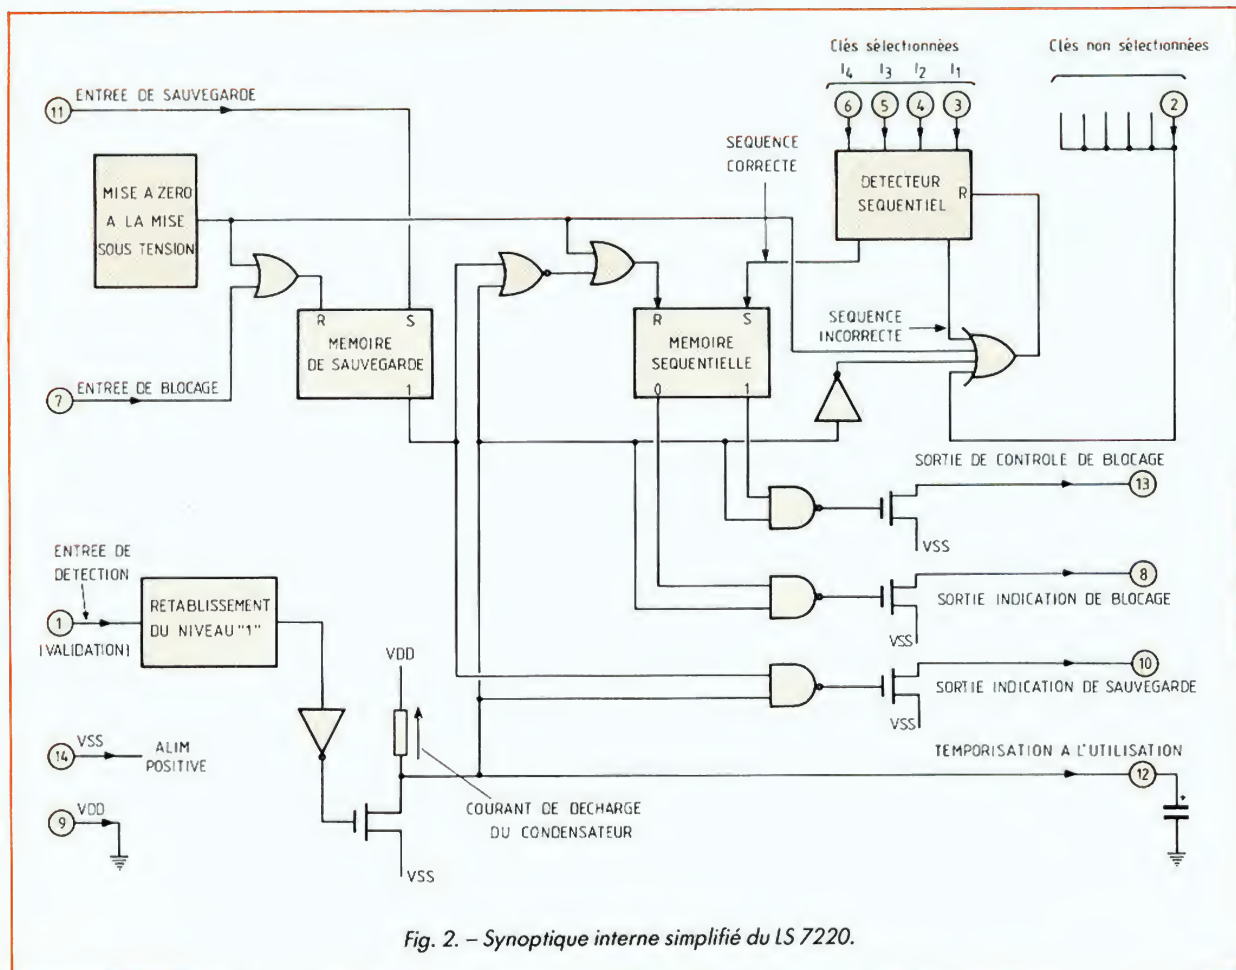 Clés sélectionnées
I4 I3 I2 I1
6 5 4 3
Clés non sélectionnées
2
11 ENTREE DE SAUVEGARDE
MISE A ZERO
A LA MISE
SOUS TENSION
SEQUENCE
CORRECTE
DETECTEUR
SEQUENTIEL
R
R S
MEMOIRE
DE SAUVEGARDE
1
R S
MEMOIRE
SEQUENTIELLE
0 1
SEQUENCE
INCORRECTE
7 ENTREE DE BLOCAGE
SORTIE DE CONTROLE DE BLOCAGE
13
VSS
ENTREE DE
DETECTION
1
(VALIDATION)
RETABLISSEMENT
DU NIVEAU "1"
8
SORTIE INDICATION DE BLOCAGE
VSS
VDD
10
SORTIE INDICATION DE SAUVEGARDE
VSS
14 VSS
ALIM
POSITIVE
TEMPORISATION A L'UTILISATION
12
+
9 VDD
COURANT DE DECHARGE
DU CONDENSATEUR
VSS
Fig. 2. – Synoptique interne simplifié du LS 7220.